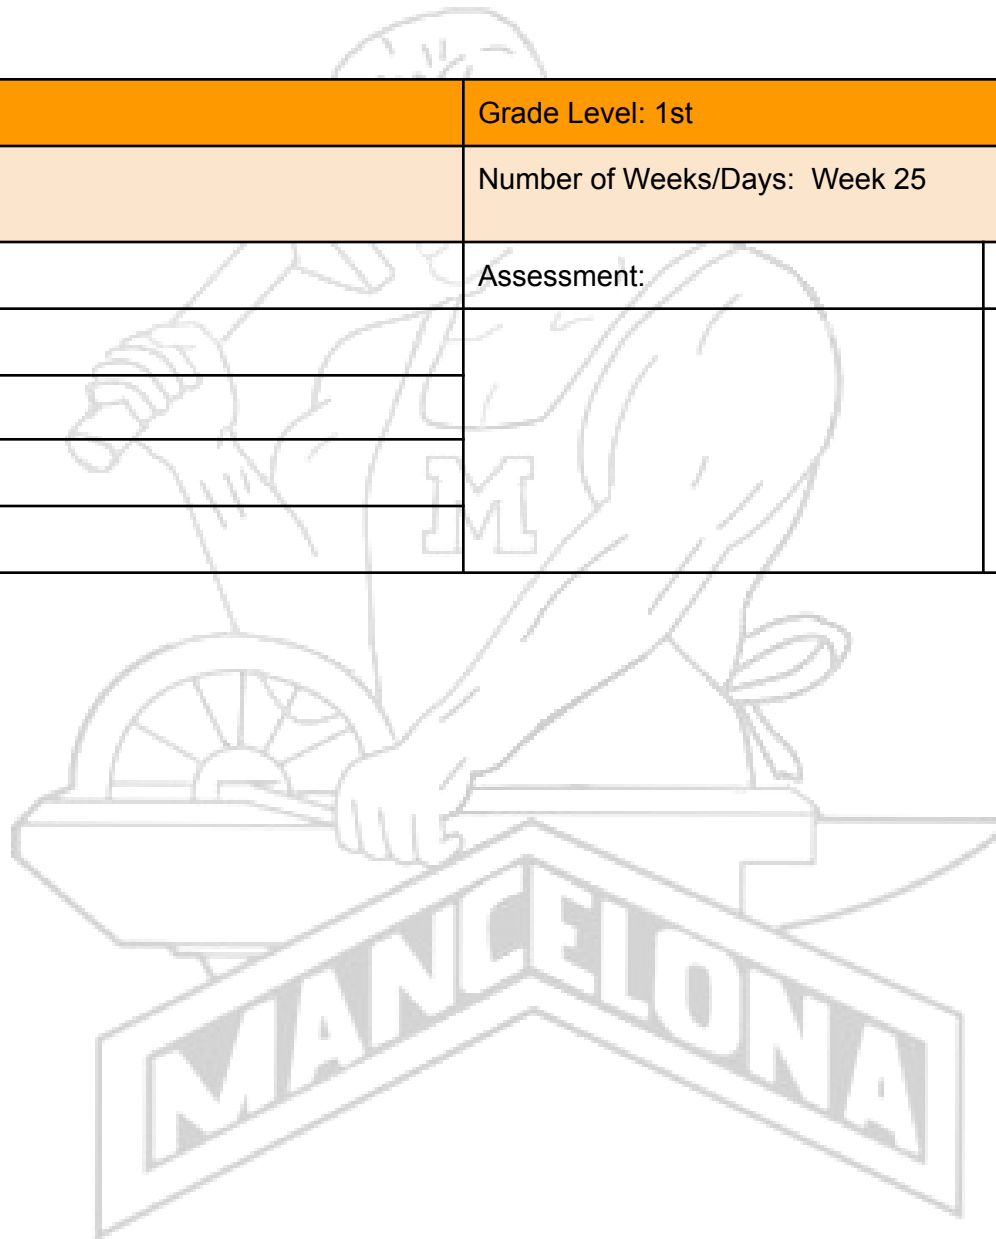 Grade Level: 1st
Number of Weeks/Days: Week 25
Assessment:
M
MANCELONA